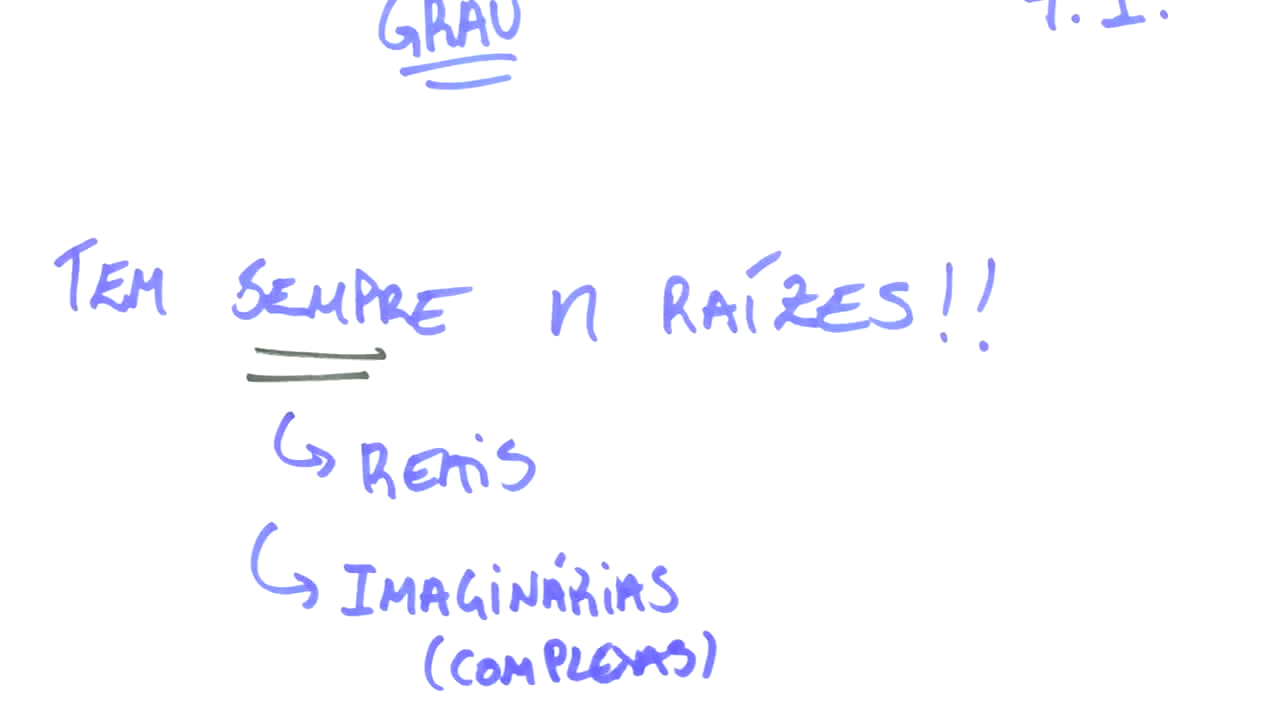 GRAU
TEM SEMPRE n RAÍZES!!
REAIS
IMAGINÁRIAS
(COMPLEXAS)